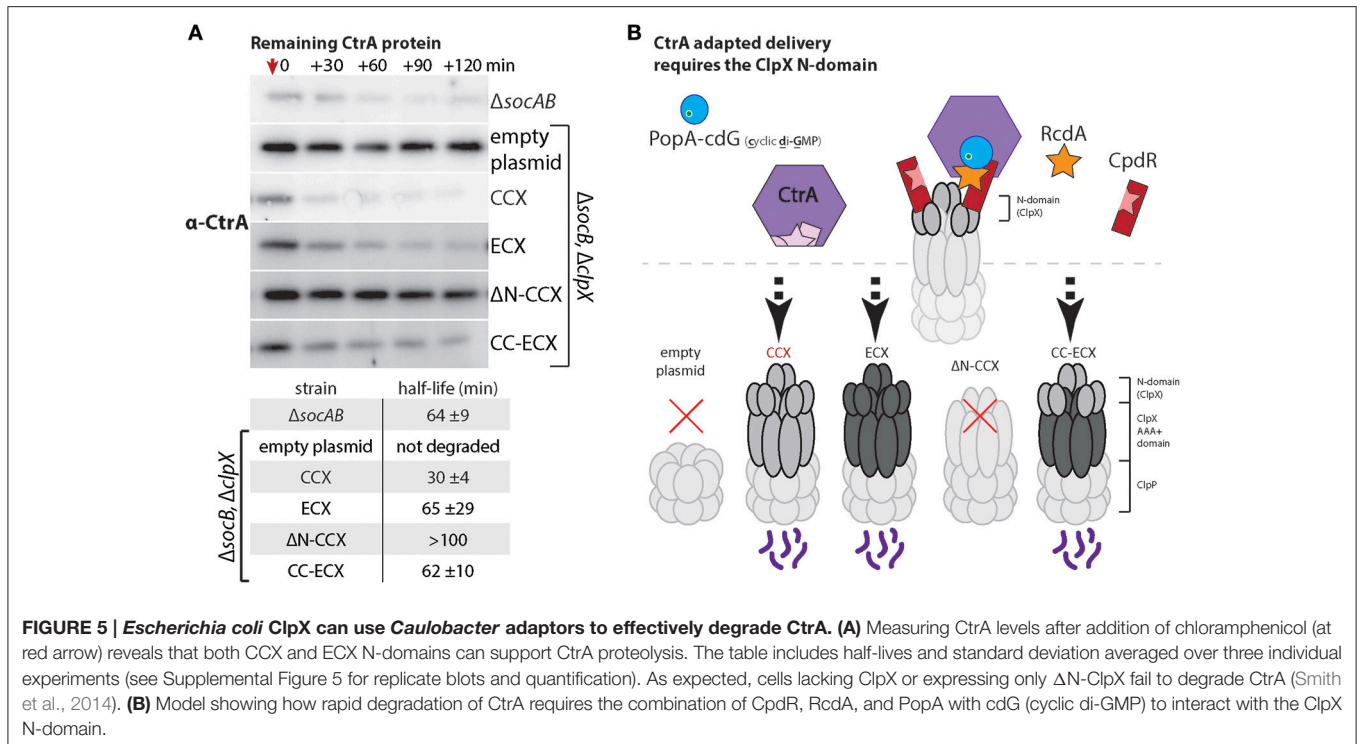 A
Remaining CtrA protein
0 +30 +60 +90 +120 min
ΔsocAB
empty
plasmid
CCX
α-CtrA
ECX
ΔN-CCX
CC-ECX
ΔsocB, ΔclpX
strain half-life (min)
ΔsocAB 64 ±9
empty plasmid not degraded
CCX 30 ±4
ECX 65 ±29
ΔN-CCX >100
CC-ECX 62 ±10
ΔsocB, ΔclpX
B
CtrA adapted delivery
requires the ClpX N-domain
PopA-cdG (cyclic di-GMP)
CtrA
RcdA
CpdR
N-domain
(ClpX)
empty
plasmid
CCX
ECX
ΔN-CCX
CC-ECX
N-domain
(ClpX)
ClpX
AAA+
domain
ClpP
FIGURE 5 | Escherichia coli ClpX can use Caulobacter adaptors to effectively degrade CtrA. (A) Measuring CtrA levels after addition of chloramphenicol (at
red arrow) reveals that both CCX and ECX N-domains can support CtrA proteolysis. The table includes half-lives and standard deviation averaged over three individual
experiments (see Supplemental Figure 5 for replicate blots and quantification). As expected, cells lacking ClpX or expressing only ΔN-ClpX fail to degrade CtrA (Smith
et al., 2014). (B) Model showing how rapid degradation of CtrA requires the combination of CpdR, RcdA, and PopA with cdG (cyclic di-GMP) to interact with the ClpX
N-domain.